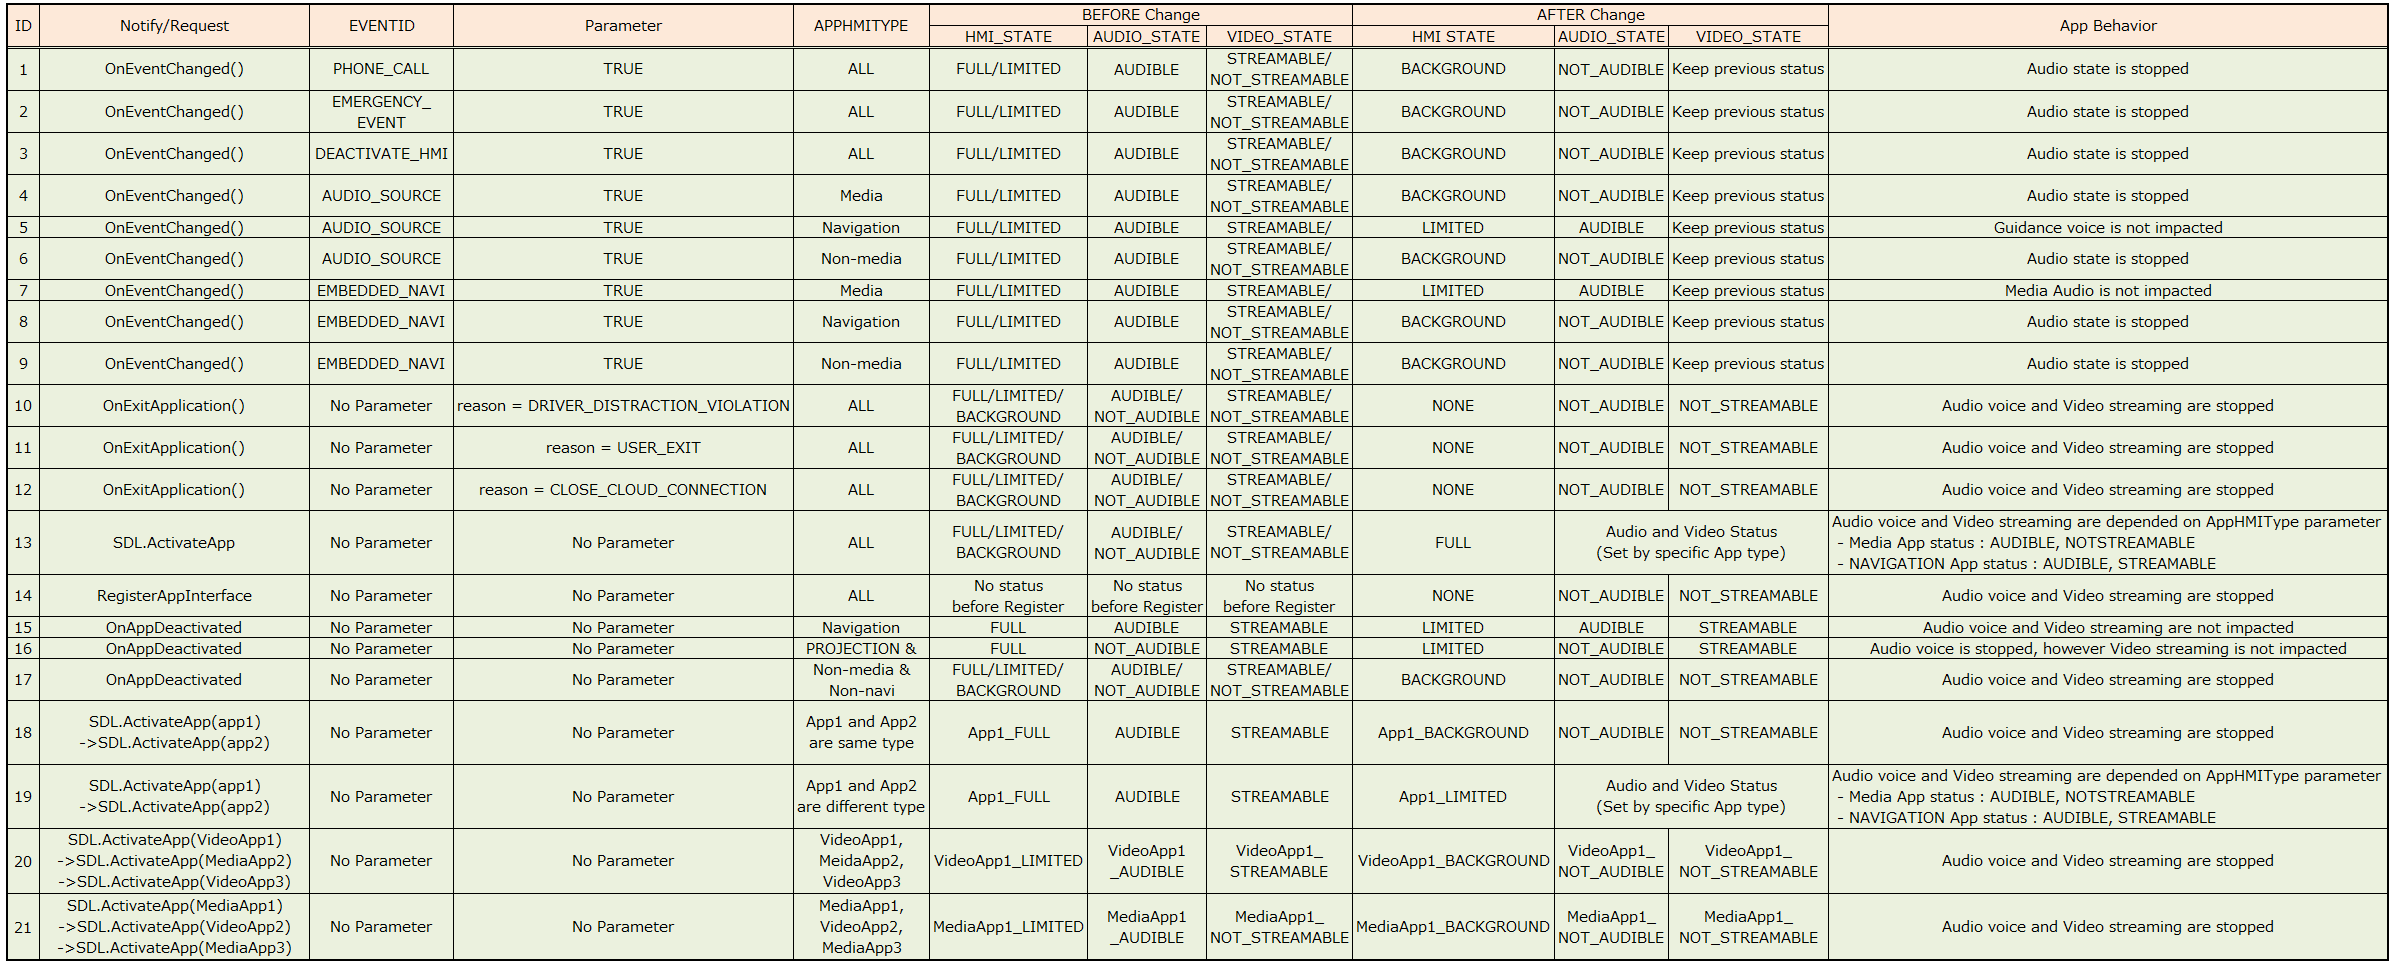 ID Notify/Request EVENTID Parameter APPHMITYPE BEFORE Change AFTER Change App Behavior
HMI_STATE AUDIO_STATE VIDEO_STATE HMI STATE AUDIO_STATE VIDEO_STATE
1 OnEventChanged() PHONE_CALL TRUE ALL FULL/LIMITED AUDIBLE STREAMABLE/ NOT_STREAMABLE BACKGROUND NOT_AUDIBLE Keep previous status Audio state is stopped
2 OnEventChanged() EMERGENCY_ EVENT TRUE ALL FULL/LIMITED AUDIBLE STREAMABLE/ NOT_STREAMABLE BACKGROUND NOT_AUDIBLE Keep previous status Audio state is stopped
3 OnEventChanged() DEACTIVATE_HMI TRUE ALL FULL/LIMITED AUDIBLE STREAMABLE/ NOT_STREAMABLE BACKGROUND NOT_AUDIBLE Keep previous status Audio state is stopped
4 OnEventChanged() AUDIO_SOURCE TRUE Media FULL/LIMITED AUDIBLE STREAMABLE/ NOT_STREAMABLE BACKGROUND NOT_AUDIBLE Keep previous status Audio state is stopped
5 OnEventChanged() AUDIO_SOURCE TRUE Navigation FULL/LIMITED AUDIBLE STREAMABLE/ LIMITED AUDIBLE Keep previous status Guidance voice is not impacted
6 OnEventChanged() AUDIO_SOURCE TRUE Non-media FULL/LIMITED AUDIBLE STREAMABLE/ NOT_STREAMABLE BACKGROUND NOT_AUDIBLE Keep previous status Audio state is stopped
7 OnEventChanged() EMBEDDED_NAVI TRUE Media FULL/LIMITED AUDIBLE STREAMABLE/ LIMITED AUDIBLE Keep previous status Media Audio is not impacted
8 OnEventChanged() EMBEDDED_NAVI TRUE Navigation FULL/LIMITED AUDIBLE STREAMABLE/ NOT_STREAMABLE BACKGROUND NOT_AUDIBLE Keep previous status Audio state is stopped
9 OnEventChanged() EMBEDDED_NAVI TRUE Non-media FULL/LIMITED AUDIBLE STREAMABLE/ NOT_STREAMABLE BACKGROUND NOT_AUDIBLE Keep previous status Audio state is stopped
10 OnExitApplication() No Parameter reason = DRIVER_DISTRACTION_VIOLATION ALL FULL/LIMITED/ BACKGROUND AUDIBLE/ NOT_AUDIBLE STREAMABLE/ NOT_STREAMABLE NONE NOT_AUDIBLE NOT_STREAMABLE Audio voice and Video streaming are stopped
11 OnExitApplication() No Parameter reason = USER_EXIT ALL FULL/LIMITED/ BACKGROUND AUDIBLE/ NOT_AUDIBLE STREAMABLE/ NOT_STREAMABLE NONE NOT_AUDIBLE NOT_STREAMABLE Audio voice and Video streaming are stopped
12 OnExitApplication() No Parameter reason = CLOSE_CLOUD_CONNECTION ALL FULL/LIMITED/ BACKGROUND AUDIBLE/ NOT_AUDIBLE STREAMABLE/ NOT_STREAMABLE NONE NOT_AUDIBLE NOT_STREAMABLE Audio voice and Video streaming are stopped
13 SDL.ActivateApp No Parameter No Parameter ALL FULL/LIMITED/ BACKGROUND AUDIBLE/ NOT_AUDIBLE STREAMABLE/ NOT_STREAMABLE FULL Audio and Video Status (Set by specific App type) Audio voice and Video streaming are depended on AppHMIType parameter
- Media App status : AUDIBLE, NOTSTREAMABLE
- NAVIGATION App status : AUDIBLE, STREAMABLE
14 RegisterAppInterface No Parameter No Parameter ALL No status before Register No status before Register No status before Register NONE NOT_AUDIBLE NOT_STREAMABLE Audio voice and Video streaming are stopped
15 OnAppDeactivated No Parameter No Parameter Navigation FULL AUDIBLE STREAMABLE LIMITED AUDIBLE STREAMABLE Audio voice and Video streaming are not impacted
16 OnAppDeactivated No Parameter No Parameter PROJECTION & FULL NOT_AUDIBLE STREAMABLE LIMITED NOT_AUDIBLE STREAMABLE Audio voice is stopped, however Video streaming is not impacted
17 OnAppDeactivated No Parameter No Parameter Non-media & Non-navi FULL/LIMITED/ BACKGROUND AUDIBLE/ NOT_AUDIBLE STREAMABLE/ NOT_STREAMABLE BACKGROUND NOT_AUDIBLE NOT_STREAMABLE Audio voice and Video streaming are stopped
18 SDL.ActivateApp(app1) ->SDL.ActivateApp(app2) No Parameter No Parameter App1 and App2 are same type App1_FULL AUDIBLE STREAMABLE App1_BACKGROUND NOT_AUDIBLE NOT_STREAMABLE Audio voice and Video streaming are stopped
19 SDL.ActivateApp(app1) ->SDL.ActivateApp(app2) No Parameter No Parameter App1 and App2 are different type App1_FULL AUDIBLE STREAMABLE App1_LIMITED Audio and Video Status (Set by specific App type) Audio voice and Video streaming are depended on AppHMIType parameter
- Media App status : AUDIBLE, NOTSTREAMABLE
- NAVIGATION App status : AUDIBLE, STREAMABLE
20 SDL.ActivateApp(VideoApp1) ->SDL.ActivateApp(MediaApp2) ->SDL.ActivateApp(VideoApp3) No Parameter No Parameter VideoApp1, MeidaApp2, VideoApp3 VideoApp1_LIMITED VideoApp1 _AUDIBLE VideoApp1_ STREAMABLE VideoApp1_BACKGROUND VideoApp1_ NOT_AUDIBLE VideoApp1_ NOT_STREAMABLE Audio voice and Video streaming are stopped
21 SDL.ActivateApp(MediaApp1) ->SDL.ActivateApp(VideoApp2) ->SDL.ActivateApp(MediaApp3) No Parameter No Parameter MediaApp1, VideoApp2, MediaApp3 MediaApp1_LIMITED MediaApp1 _AUDIBLE MediaApp1_ NOT_STREAMABLE MediaApp1_BACKGROUND MediaApp1_ NOT_AUDIBLE MediaApp1_ NOT_STREAMABLE Audio voice and Video streaming are stopped